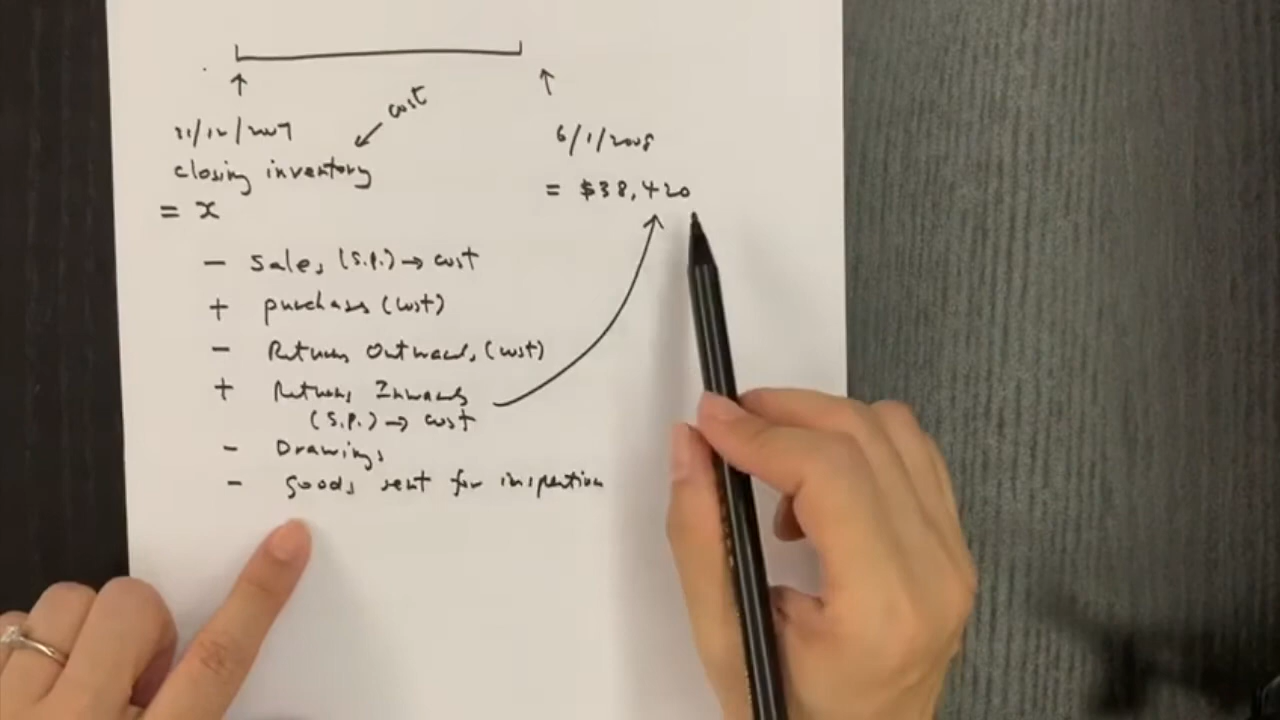 cost
31/12/2007
closing inventory
= x
6/1/2008
= $38,420
- Sales (S.P.) → cost
+ purchases (cost)
- Returns Outwards (cost)
+ Returns Inwards
(S.P.) → cost
- Drawings
- goods sent for inspection